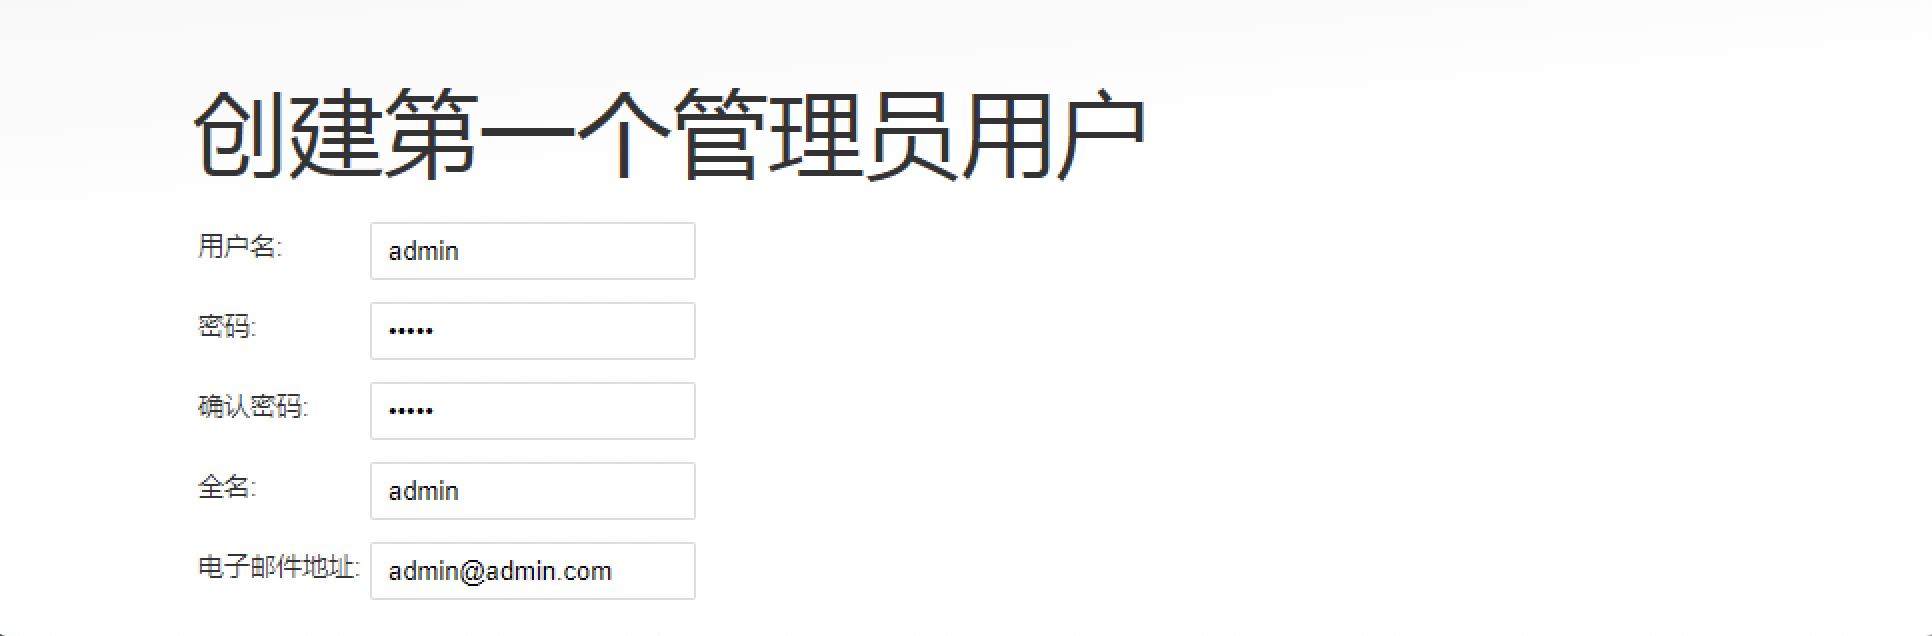 创建第一个管理员用户
用户名: admin
密码: •••••
确认密码: •••••
全名: admin
电子邮件地址: admin@admin.com